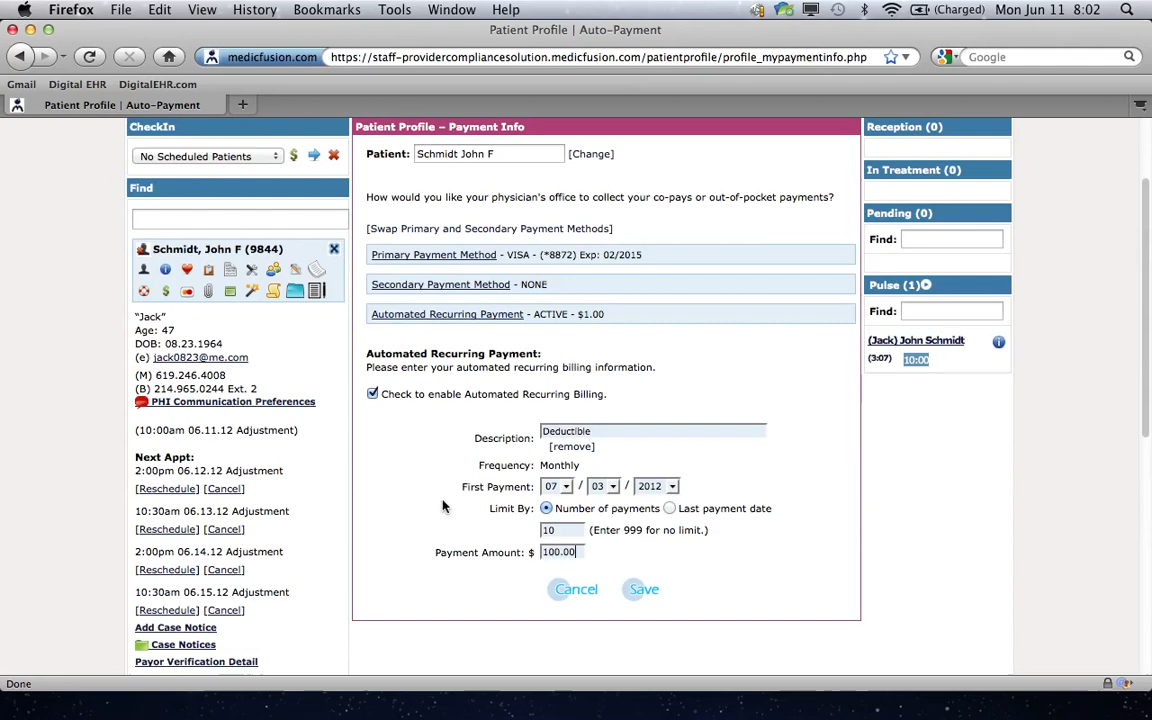 Firefox File Edit View History Bookmarks Tools Window Help (Charged) Mon Jun 11 8:02
Patient Profile | Auto-Payment
medicfusion.com https://staff-providercompliancesolution.medicfusion.com/patientprofile/profile_mypaymentinfo.php Google
Gmail Digital EHR DigitalEHR.com
Patient Profile | Auto-Payment
CheckIn
No Scheduled Patients $
Find
Schmidt, John F (9844)
"Jack"
Age: 47
DOB: 08.23.1964
(e) jack0823@me.com
(M) 619.246.4008
(B) 214.965.0244 Ext. 2
PHI Communication Preferences
(10:00am 06.11.12 Adjustment)
Next Appt:
2:00pm 06.12.12 Adjustment
[Reschedule] [Cancel]
10:30am 06.13.12 Adjustment
[Reschedule] [Cancel]
2:00pm 06.14.12 Adjustment
[Reschedule] [Cancel]
10:30am 06.15.12 Adjustment
[Reschedule] [Cancel]
Add Case Notice
Case Notices
Payor Verification Detail
Patient Profile – Payment Info
Patient: Schmidt John F [Change]
How would you like your physician's office to collect your co-pays or out-of-pocket payments?
[Swap Primary and Secondary Payment Methods]
Primary Payment Method - VISA - (*8872) Exp: 02/2015
Secondary Payment Method - NONE
Automated Recurring Payment - ACTIVE - $1.00
Automated Recurring Payment:
Please enter your automated recurring billing information.
Check to enable Automated Recurring Billing.
Description: Deductible
[remove]
Frequency: Monthly
First Payment: 07 / 03 / 2012
Limit By: Number of payments Last payment date
10 (Enter 999 for no limit.)
Payment Amount: $ 100.00
Cancel Save
Reception (0)
In Treatment (0)
Pending (0)
Find:
Pulse (1)
Find:
(Jack) John Schmidt
(3:07) 10:00
Done